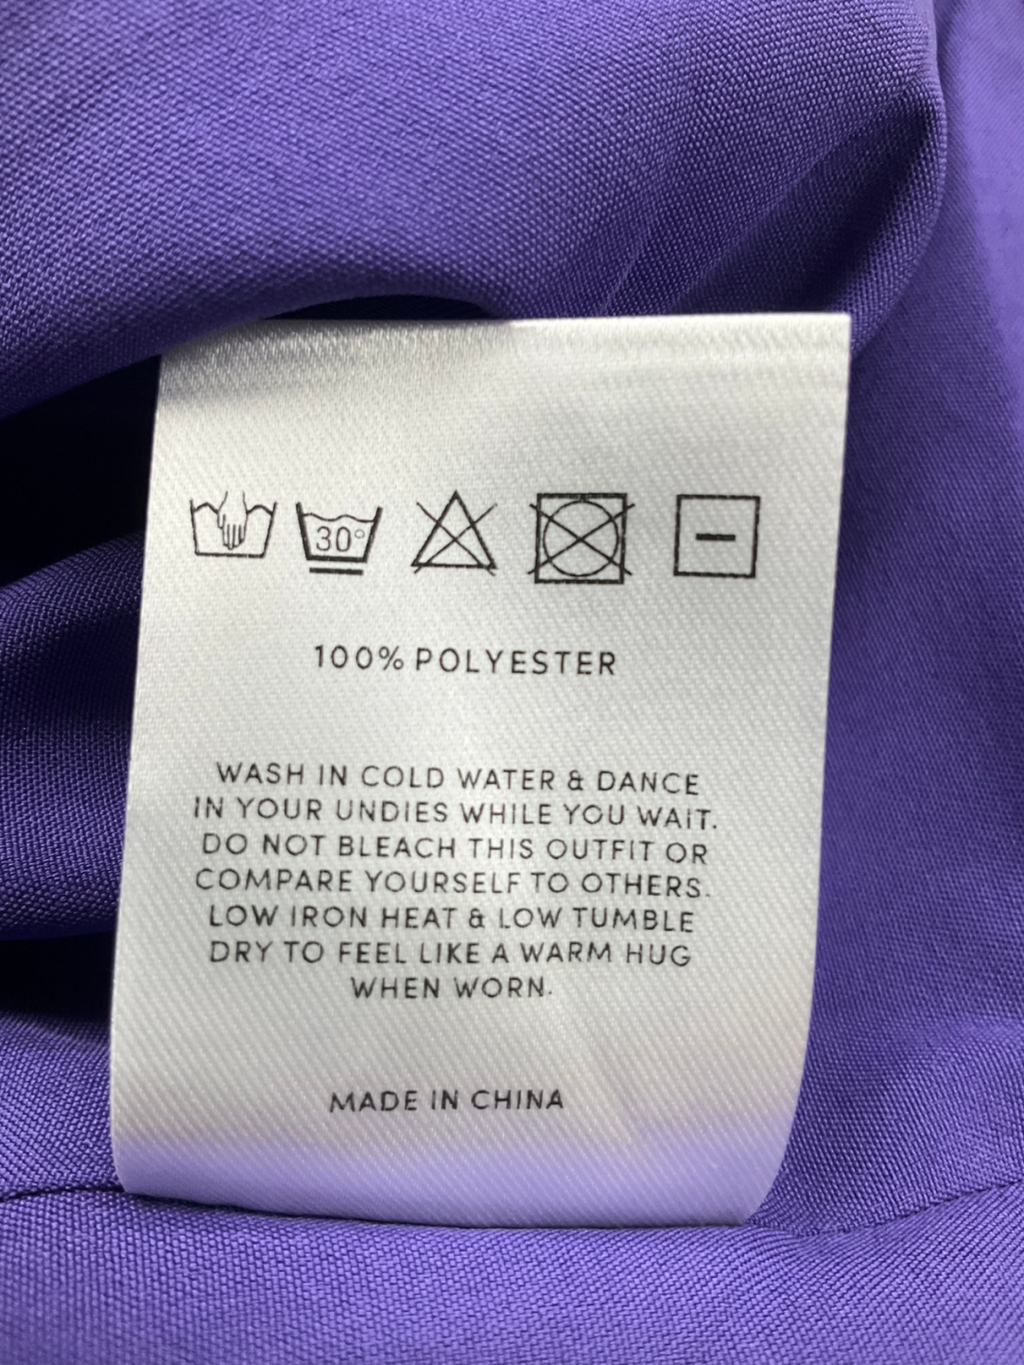 30°
100% POLYESTER
WASH IN COLD WATER & DANCE
IN YOUR UNDIES WHILE YOU WAIT.
DO NOT BLEACH THIS OUTFIT OR
COMPARE YOURSELF TO OTHERS.
LOW IRON HEAT & LOW TUMBLE
DRY TO FEEL LIKE A WARM HUG
WHEN WORN.
MADE IN CHINA